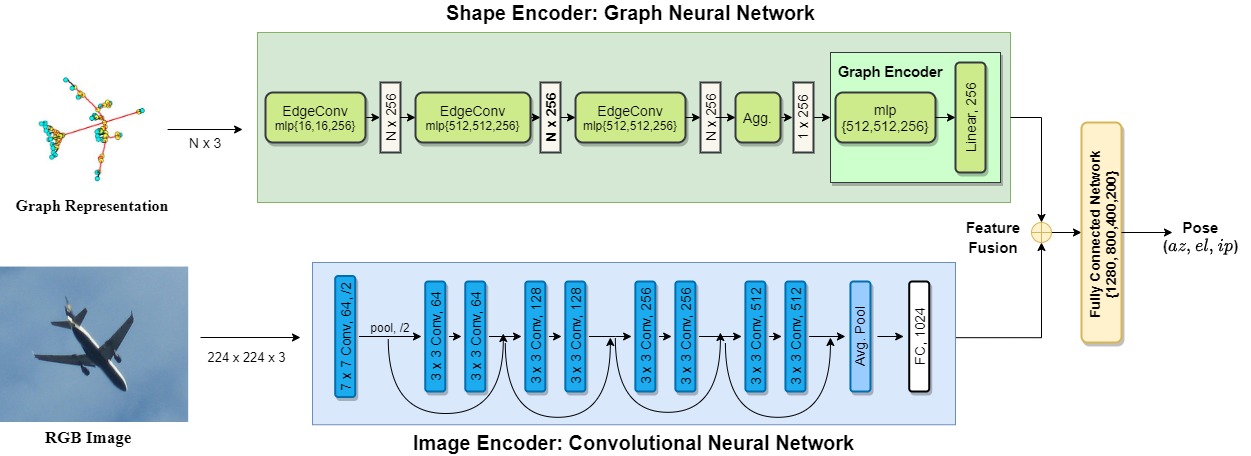 Shape Encoder: Graph Neural Network
Graph Representation
N x 3
EdgeConv
mlp{16,16,256}
N x 256
EdgeConv
mlp{512,512,256}
N x 256
EdgeConv
mlp{512,512,256}
N x 256
Agg.
1 x 256
Graph Encoder
mlp
{512,512,256}
Linear, 256
Feature
Fusion
Fully Connected Network
{1280, 800,400,200}
Pose
(az, el, ip)
RGB Image
224 x 224 x 3
7 x 7 Conv, 64, /2
pool, /2
3 x 3 Conv, 64
3 x 3 Conv, 64
3 x 3 Conv, 128
3 x 3 Conv, 128
3 x 3 Conv, 256
3 x 3 Conv, 256
3 x 3 Conv, 512
3 x 3 Conv, 512
Avg. Pool
FC, 1024
Image Encoder: Convolutional Neural Network